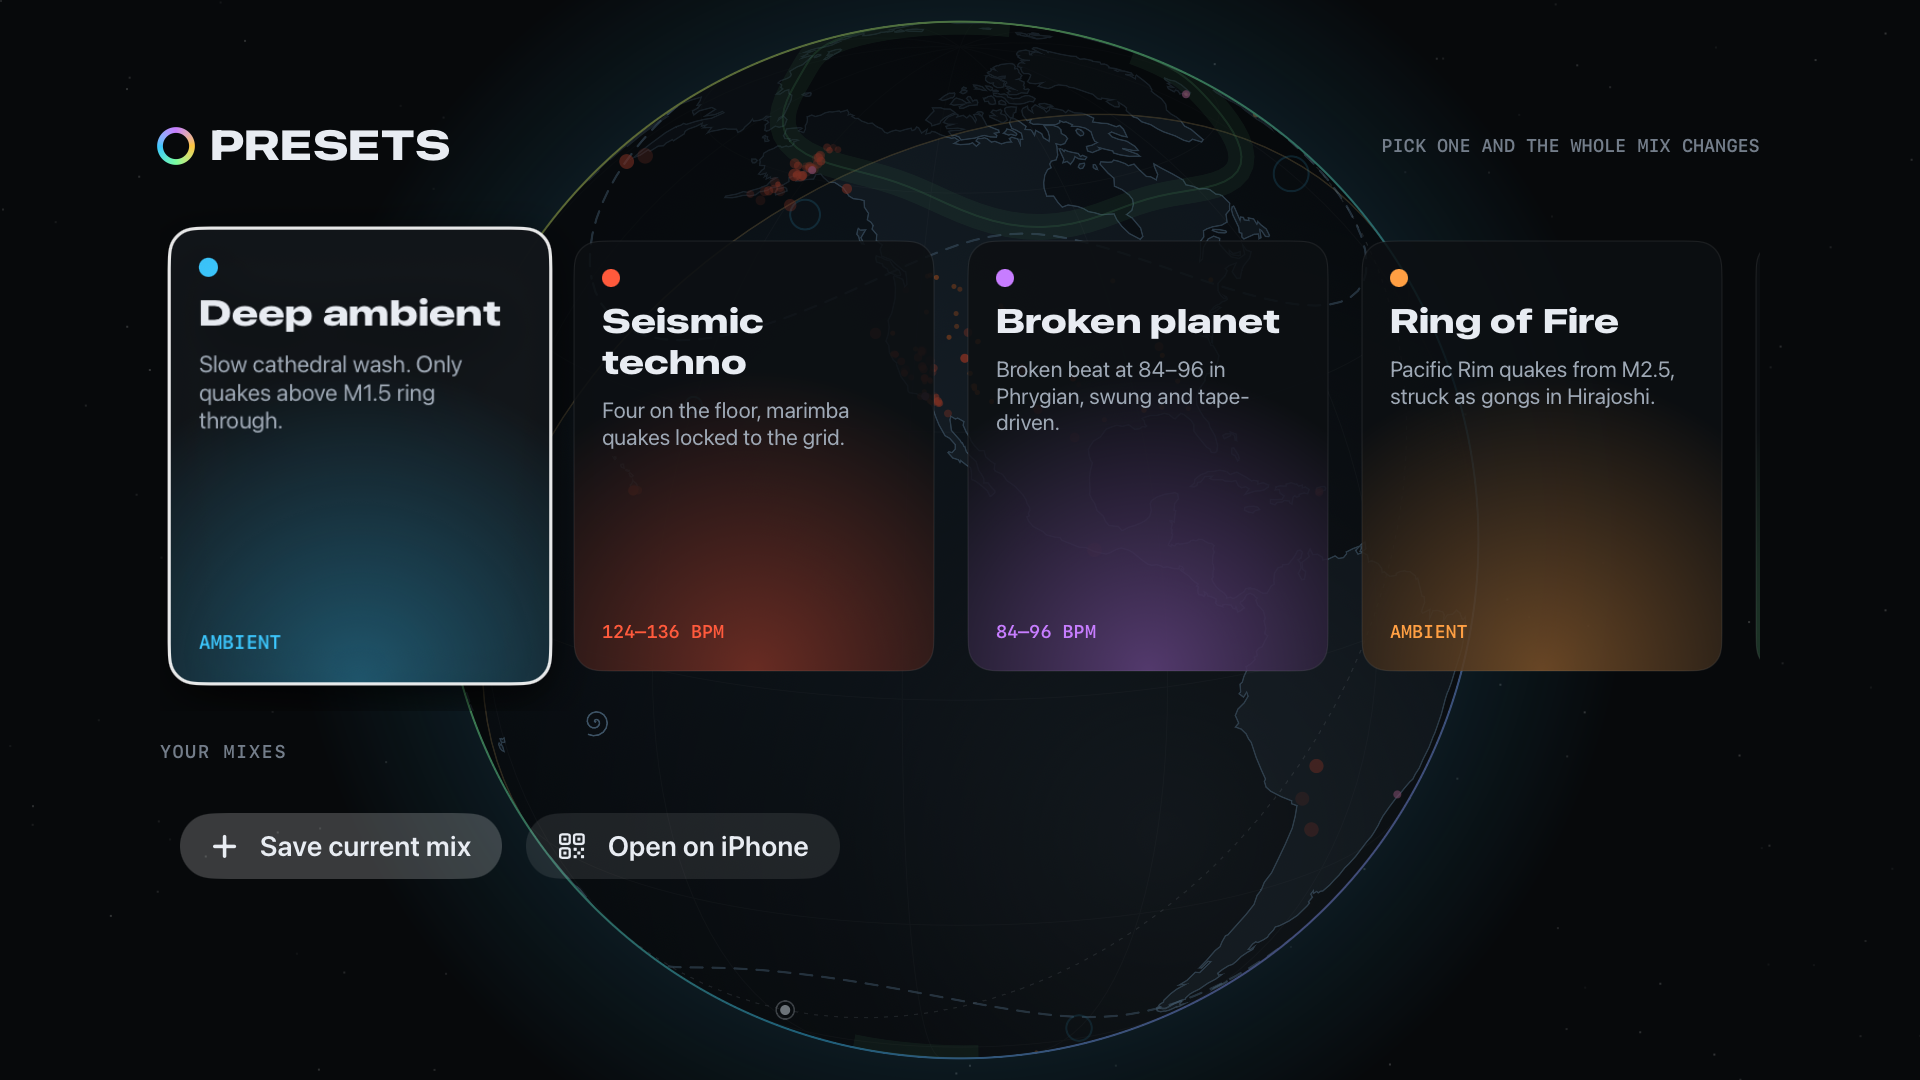 PRESETS
PICK ONE AND THE WHOLE MIX CHANGES
Deep ambient
Slow cathedral wash. Only
quakes above M1.5 ring
through.
AMBIENT
Seismic
techno
Four on the floor, marimba
quakes locked to the grid.
124–136 BPM
Broken planet
Broken beat at 84–96 in
Phrygian, swung and tape-
driven.
84–96 BPM
Ring of Fire
Pacific Rim quakes from M2.5,
struck as gongs in Hirajoshi.
AMBIENT
YOUR MIXES
Save current mix
Open on iPhone